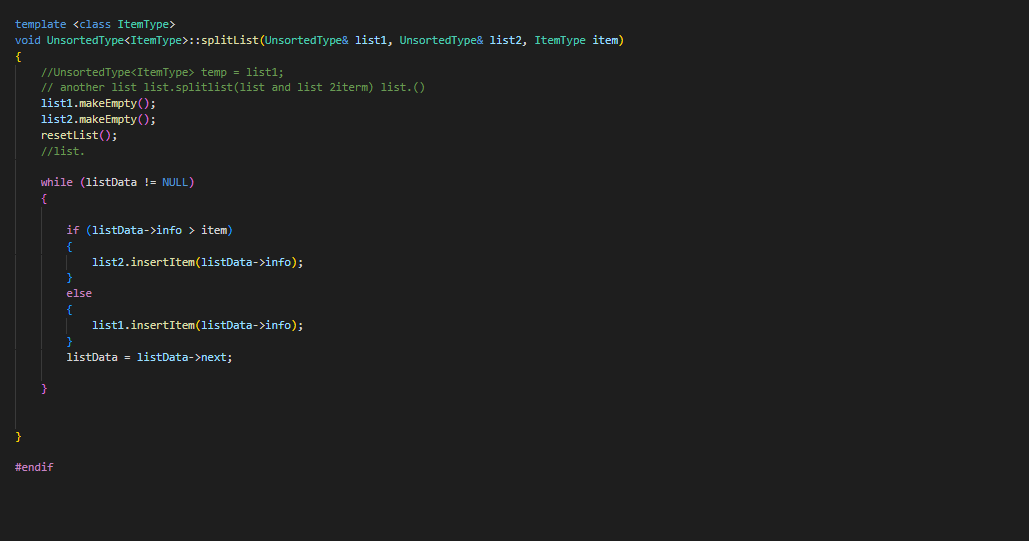 template <class ItemType>
void UnsortedType<ItemType>::splitList(UnsortedType& list1, UnsortedType& list2, ItemType item)
{
    //UnsortedType<ItemType> temp = list1;
    // another list list.splitlist(list and list 2iterm) list.()
    list1.makeEmpty();
    list2.makeEmpty();
    resetList();
    //list.
    while (listData != NULL)
    {
        if (listData->info > item)
        {
            list2.insertItem(listData->info);
        }
        else
        {
            list1.insertItem(listData->info);
        }
        listData = listData->next;
    }
}
#endif